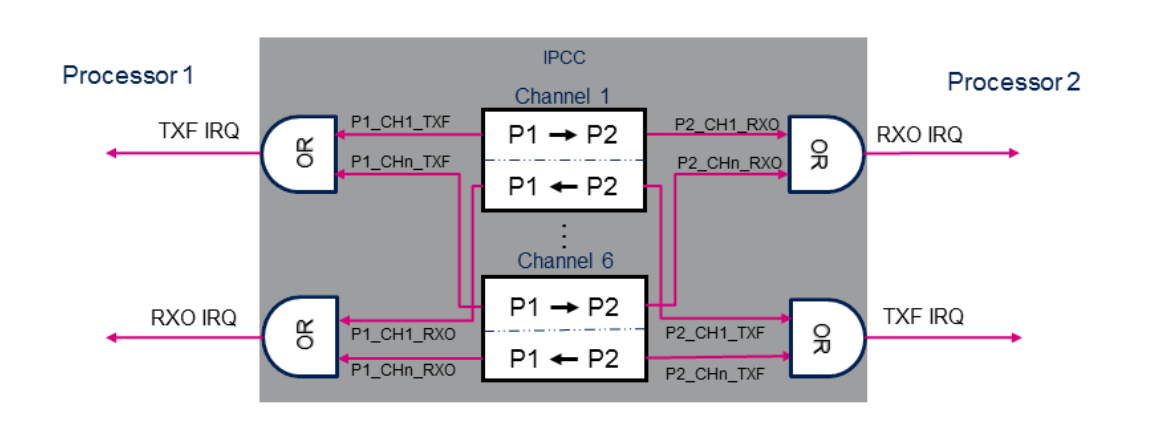 IPCC
Processor 1
Processor 2
Channel 1
TXF IRQ
P1_CH1_TXF
P1 → P2
P2_CH1_RXO
RXO IRQ
OR
P1_CHn_TXF
P2_CHn_RXO
OR
P1 ← P2
Channel 6
RXO IRQ
P1 → P2
TXF IRQ
OR
P1_CH1_RXO
P2_CH1_TXF
OR
P1 ← P2
P1_CHn_RXO
P2_CHn_TXF